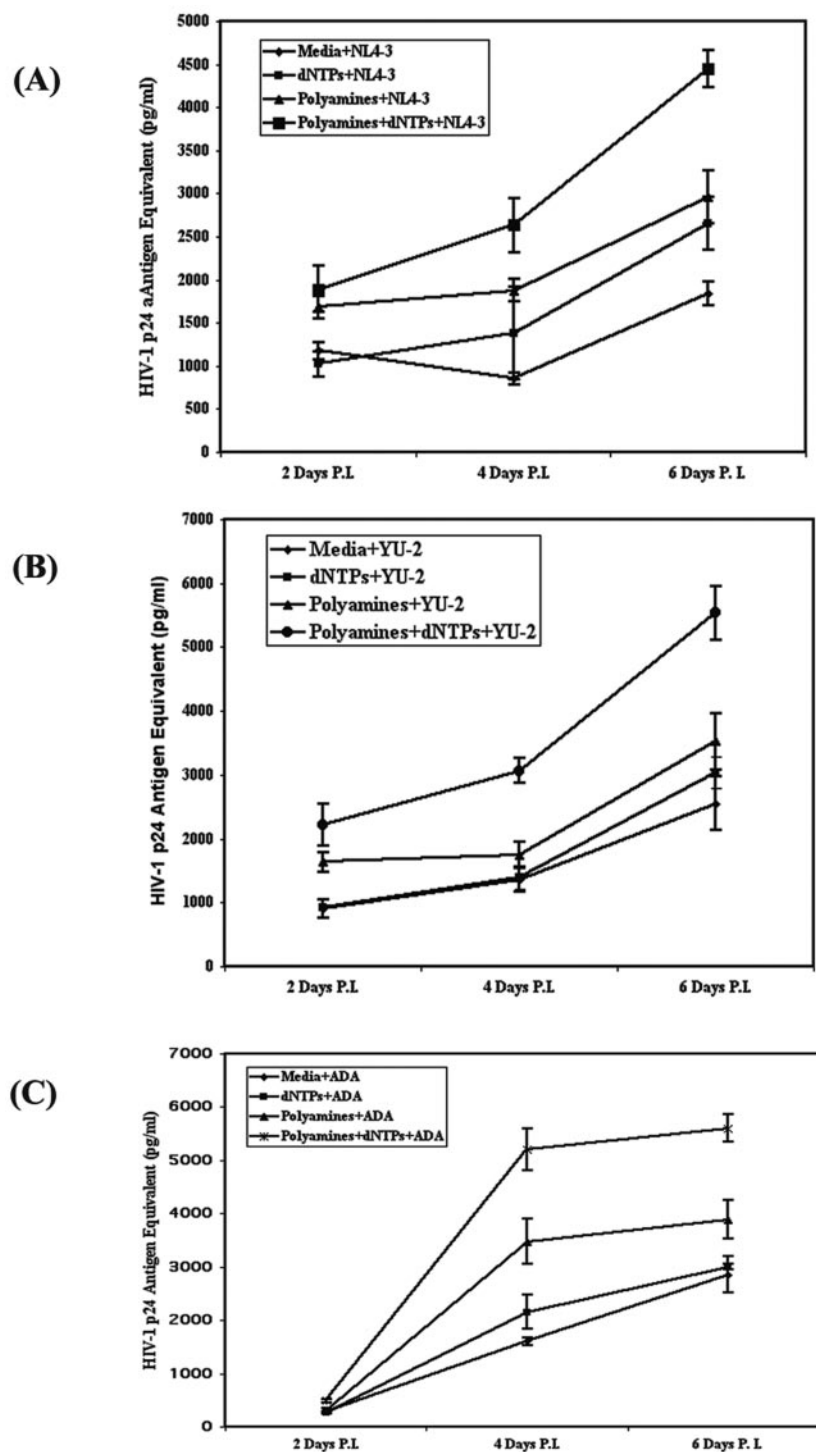 (A)
HIV-1 p24 aAntigen Equivalent (pg/ml)
5000
4500
4000
3500
3000
2500
2000
1500
1000
500
0
Media+NL4-3
dNTPs+NL4-3
Polyamines+NL4-3
Polyamines+dNTPs+NL4-3
2 Days P.I. 4 Days P.I. 6 Days P. I.
(B)
HIV-1 p24 Antigen Equivalent (pg/ml)
7000
6000
5000
4000
3000
2000
1000
0
Media+YU-2
dNTPs+YU-2
Polyamines+YU-2
Polyamines+dNTPs+YU-2
2 Days P.I. 4 Days P.I. 6 Days P.I.
(C)
HIV-1 p24 Antigen Equivalent (pg/ml)
7000
6000
5000
4000
3000
2000
1000
0
Media+ADA
dNTPs+ADA
Polyamines+ADA
Polyamines+dNTPs+ADA
2 Days P.I. 4 Days P.I. 6 Days P. I.